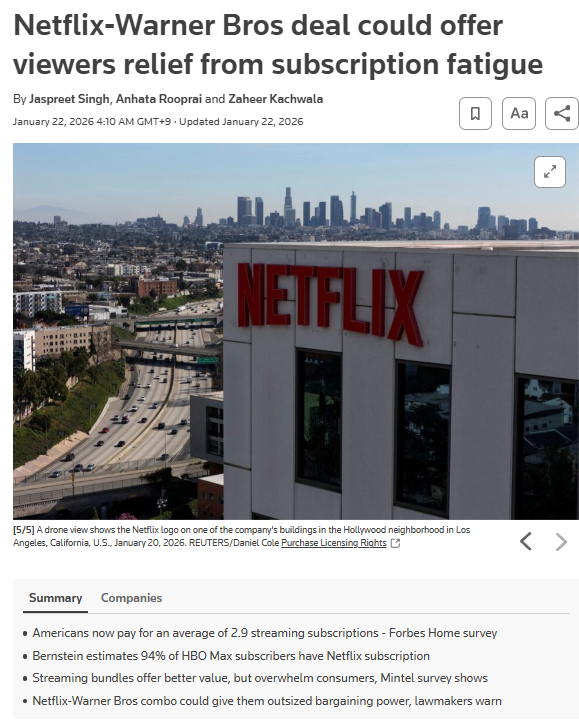 Netflix-Warner Bros deal could offer
viewers relief from subscription fatigue
By Jaspreet Singh, Anhata Rooprai and Zaheer Kachwala
January 22, 2026 4:10 AM GMT+9 · Updated January 22, 2026
Aa
NETFLIX
[5/5] A drone view shows the Netflix logo on one of the company's buildings in the Hollywood neighborhood in Los
Angeles, California, U.S., January 20, 2026. REUTERS/Daniel Cole Purchase Licensing Rights
Summary Companies
• Americans now pay for an average of 2.9 streaming subscriptions - Forbes Home survey
• Bernstein estimates 94% of HBO Max subscribers have Netflix subscription
• Streaming bundles offer better value, but overwhelm consumers, Mintel survey shows
• Netflix-Warner Bros combo could give them outsized bargaining power, lawmakers warn